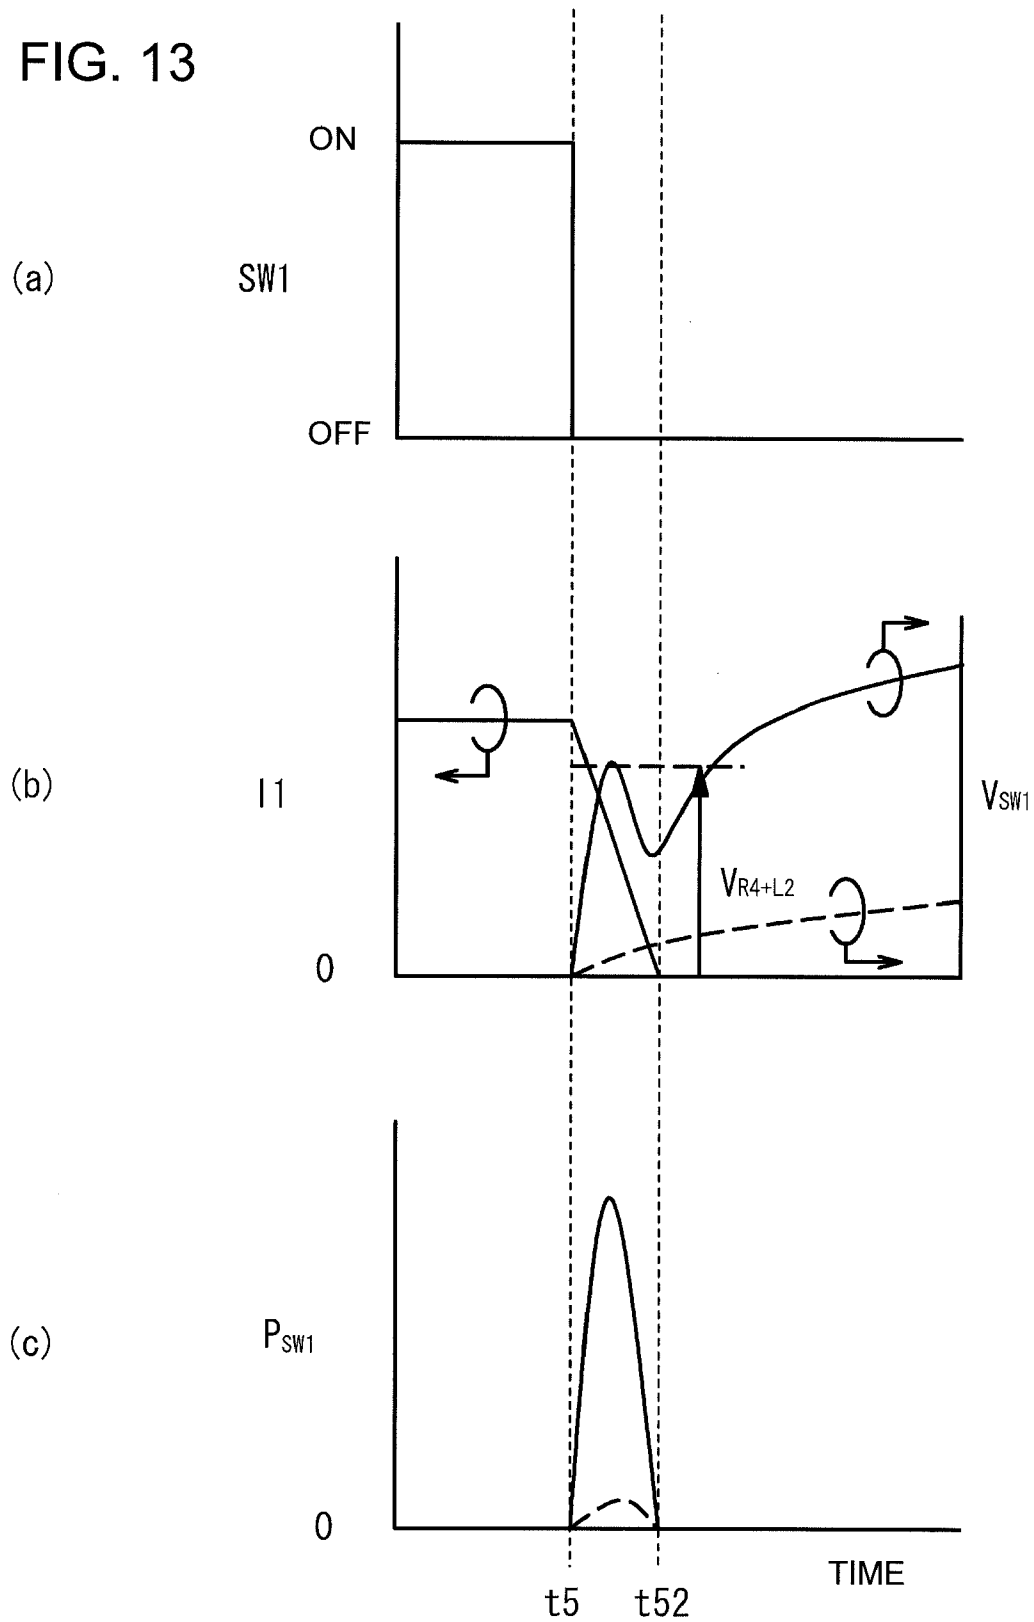 FIG. 13
ON
(a)
SW1
OFF
(b)
I1
VSW1
VR4+L2
0
(c)
PSW1
0
TIME
t5
t52